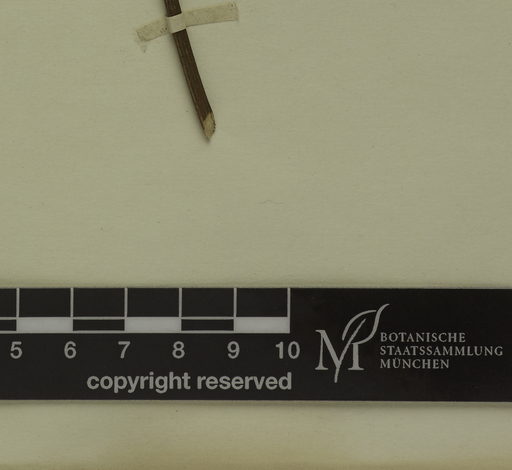 5 6 7 8 9 10
copyright reserved
M
BOTANISCHE
STAATSSAMMLUNG
MÜNCHEN